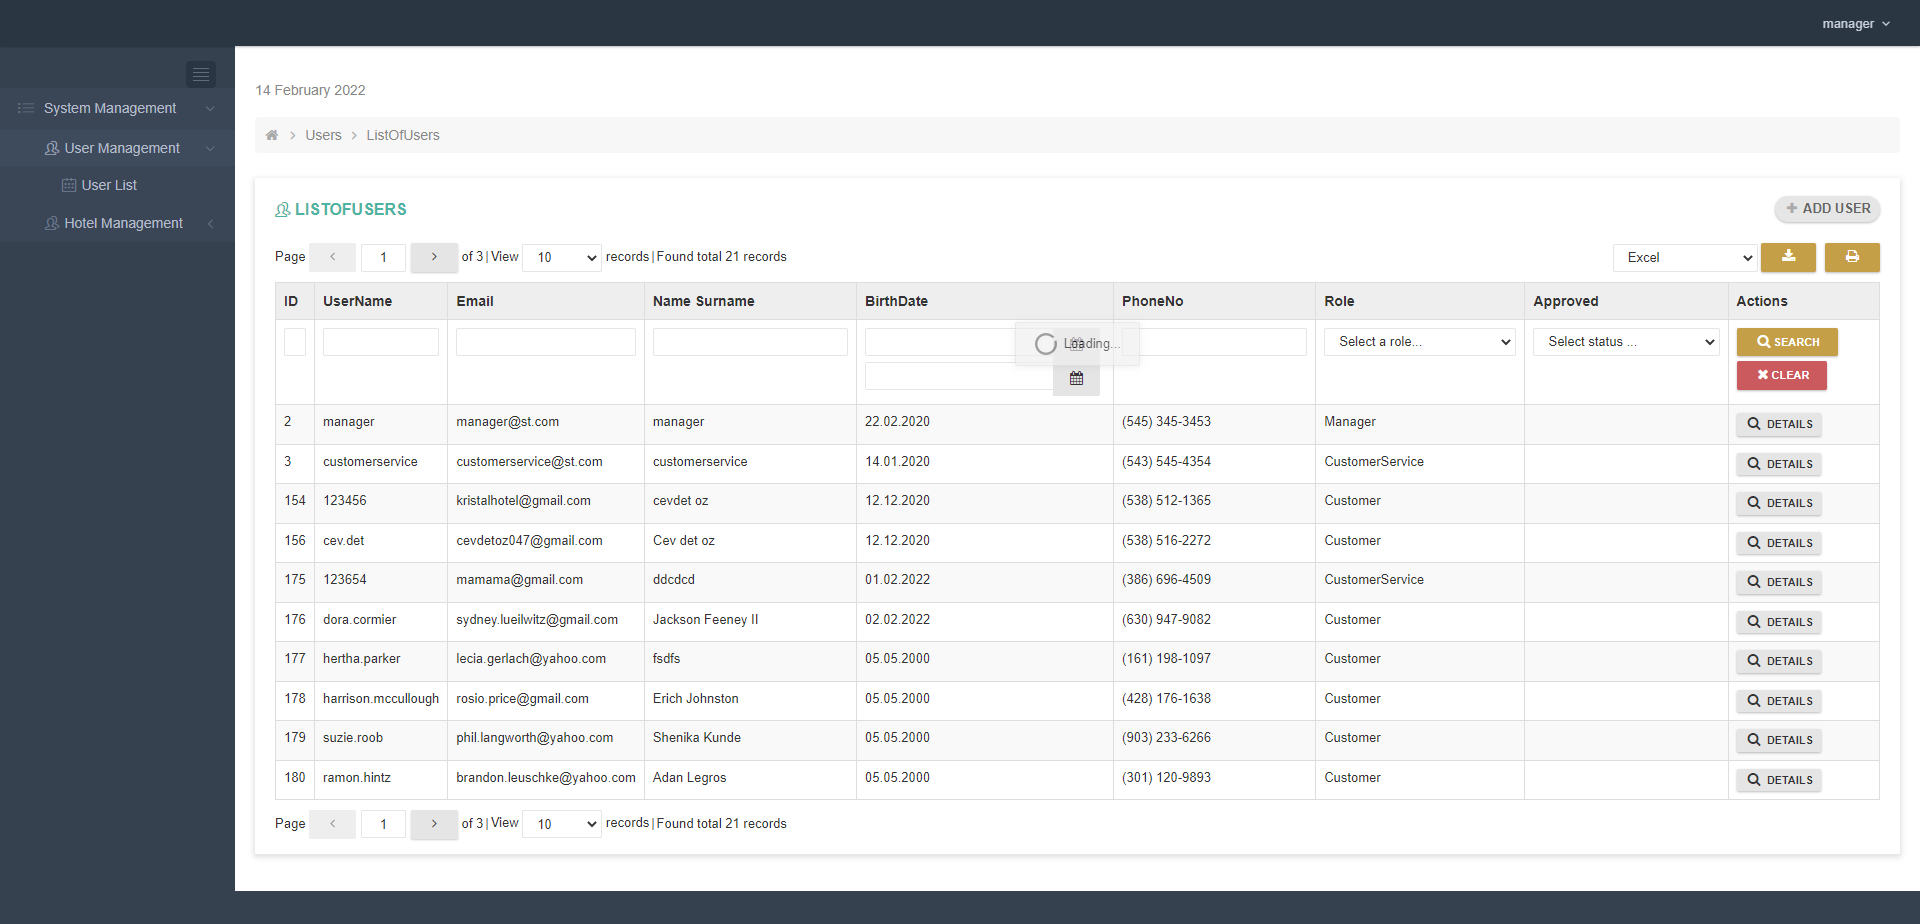 manager
14 February 2022
System Management
User Management
User List
Hotel Management
Users ListOfUsers
LISTOFUSERS
ADD USER
Page 1 of 3 | View 10 records | Found total 21 records
Excel
ID UserName Email Name Surname BirthDate PhoneNo Role Approved Actions
Loading...
Select a role...
Select status ...
SEARCH
CLEAR
2 manager manager@st.com manager 22.02.2020 (545) 345-3453 Manager DETAILS
3 customerservice customerservice@st.com customerservice 14.01.2020 (543) 545-4354 CustomerService DETAILS
154 123456 kristalhotel@gmail.com cevdet oz 12.12.2020 (538) 512-1365 Customer DETAILS
156 cev.det cevdetoz047@gmail.com Cev det oz 12.12.2020 (538) 516-2272 Customer DETAILS
175 123654 mamama@gmail.com ddcdcd 01.02.2022 (386) 696-4509 CustomerService DETAILS
176 dora.cormier sydney.lueilwitz@gmail.com Jackson Feeney II 02.02.2022 (630) 947-9082 Customer DETAILS
177 hertha.parker lecia.gerlach@yahoo.com fsdfs 05.05.2000 (161) 198-1097 Customer DETAILS
178 harrison.mccullough rosio.price@gmail.com Erich Johnston 05.05.2000 (428) 176-1638 Customer DETAILS
179 suzie.roob phil.langworth@yahoo.com Shenika Kunde 05.05.2000 (903) 233-6266 Customer DETAILS
180 ramon.hintz brandon.leuschke@yahoo.com Adan Legros 05.05.2000 (301) 120-9893 Customer DETAILS
Page 1 of 3 | View 10 records | Found total 21 records